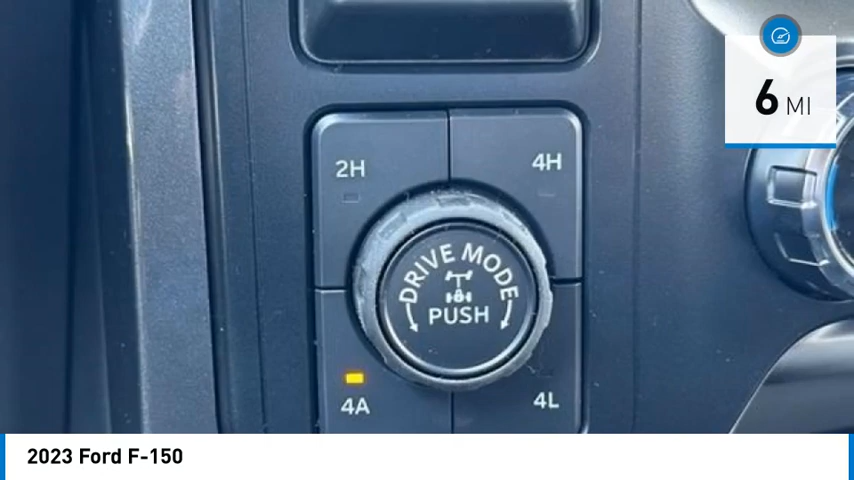 6 MI
2H
4H
DRIVE MODE
PUSH
4A
4L
2023 Ford F-150